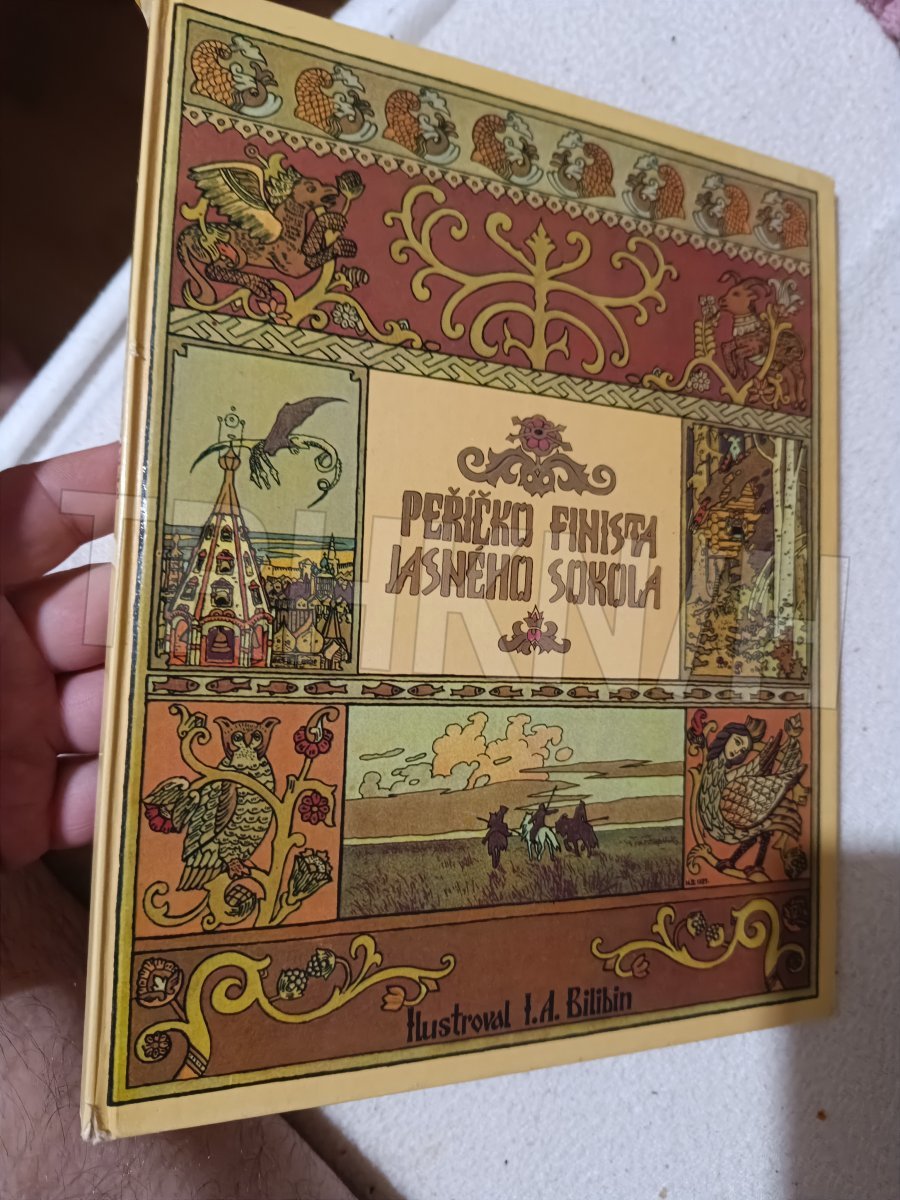 PEŘÍČKO FINISTA
JASNÉHO SOKOLA
Ilustroval I. A. Bilibin